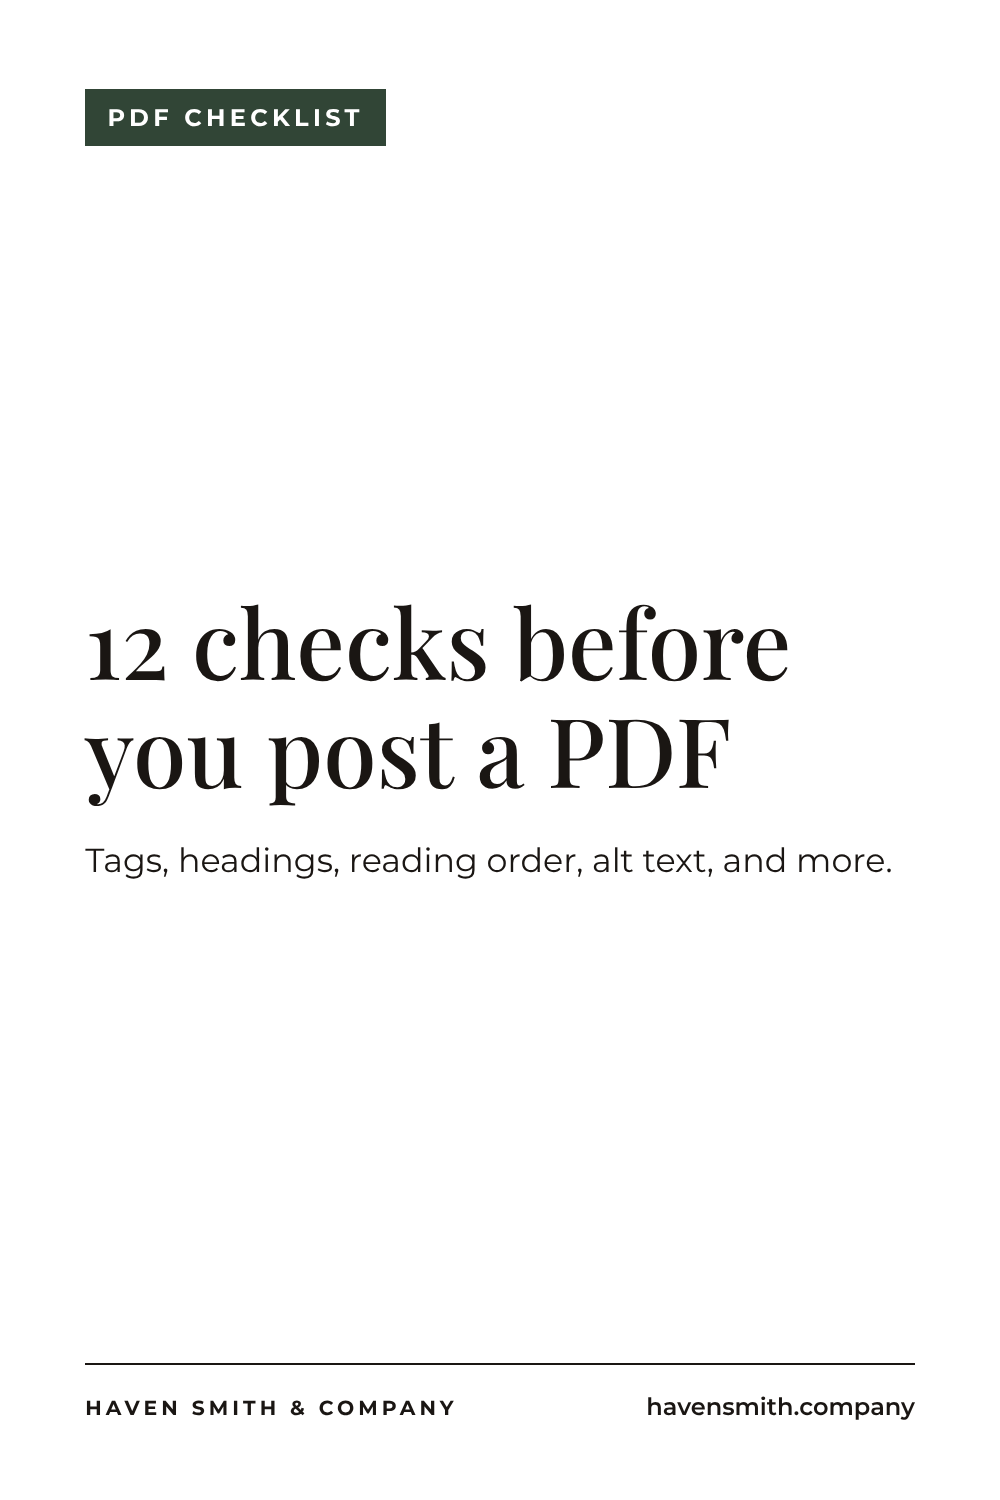 PDF CHECKLIST
12 checks before
you post a PDF
Tags, headings, reading order, alt text, and more.
HAVEN SMITH & COMPANY
havensmith.company